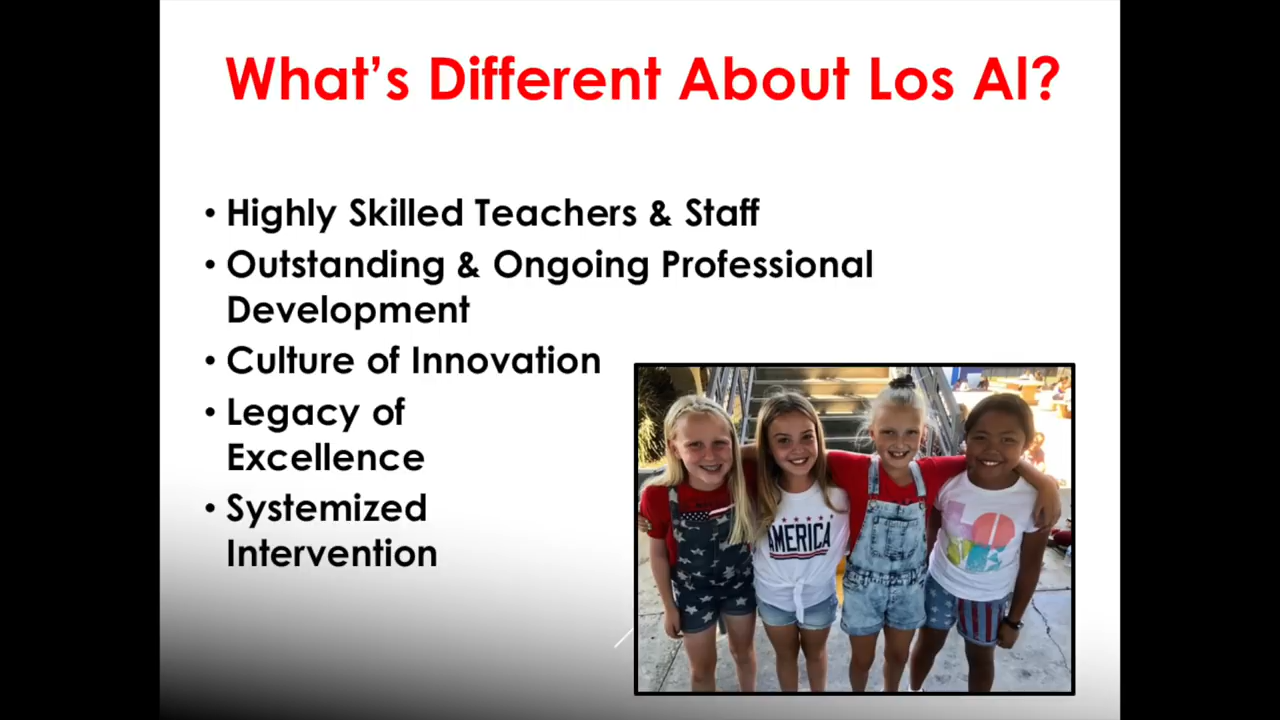 What's Different About Los Al?
• Highly Skilled Teachers & Staff
• Outstanding & Ongoing Professional
Development
• Culture of Innovation
• Legacy of
Excellence
• Systemized
Intervention
AMERICA
LOVE